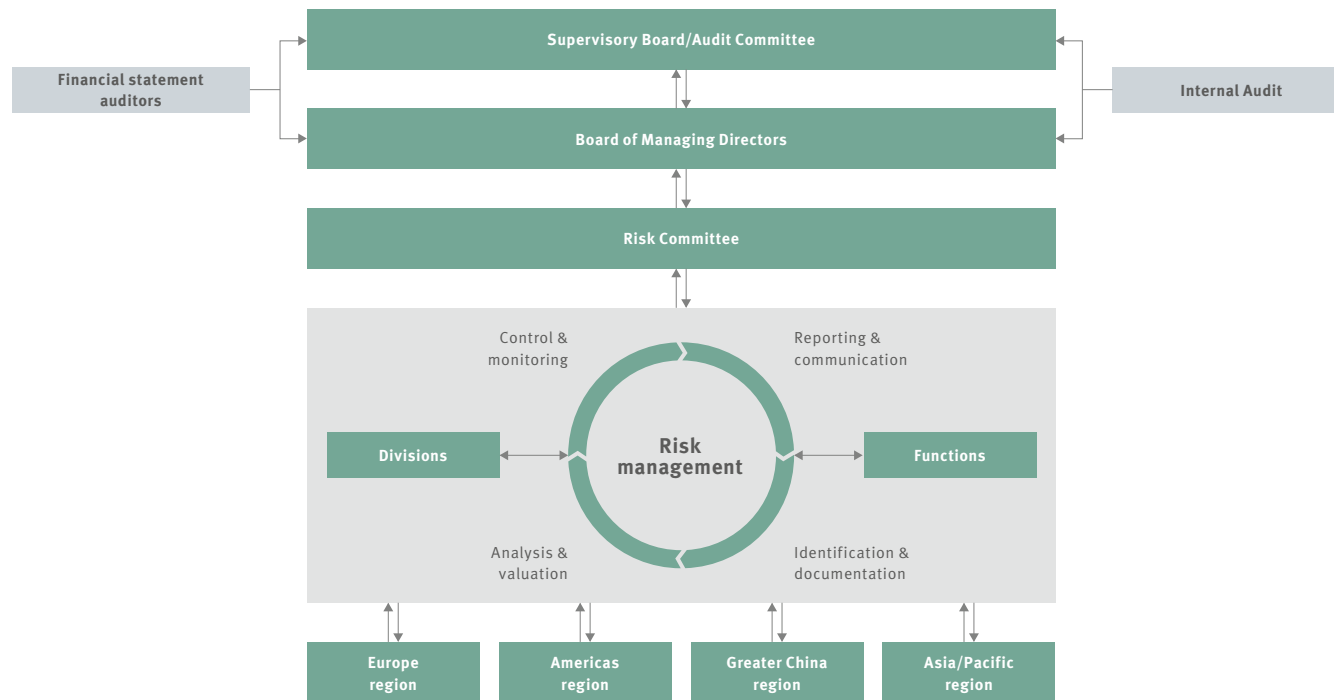 Supervisory Board/Audit Committee
Financial statement
auditors
Internal Audit
Board of Managing Directors
Risk Committee
Control &
monitoring
Reporting &
communication
Divisions
Risk
management
Functions
Analysis &
valuation
Identification &
documentation
Europe
region
Americas
region
Greater China
region
Asia/Pacific
region